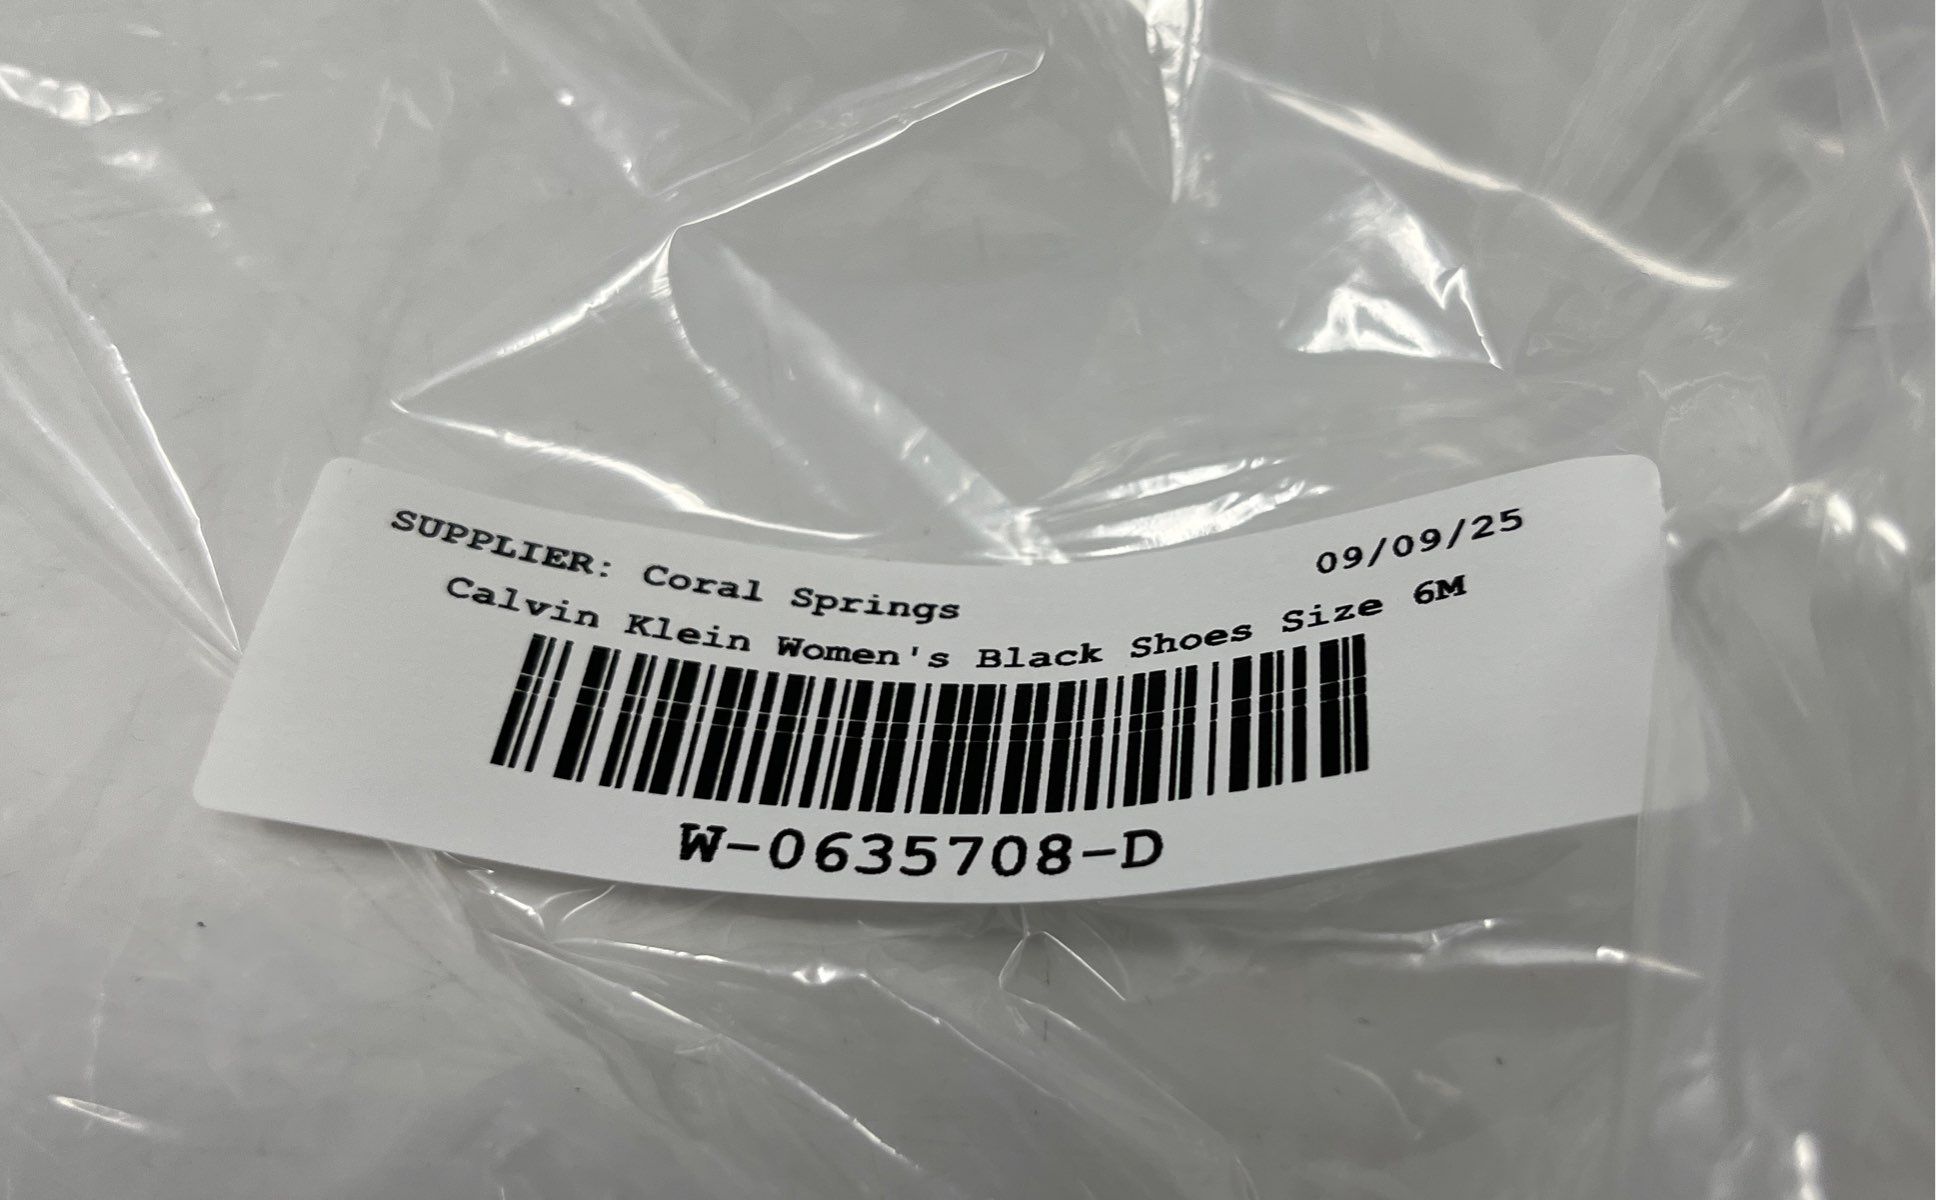 SUPPLIER: Coral Springs 09/09/25
Calvin Klein Women's Black Shoes Size 6M
W-0635708-D